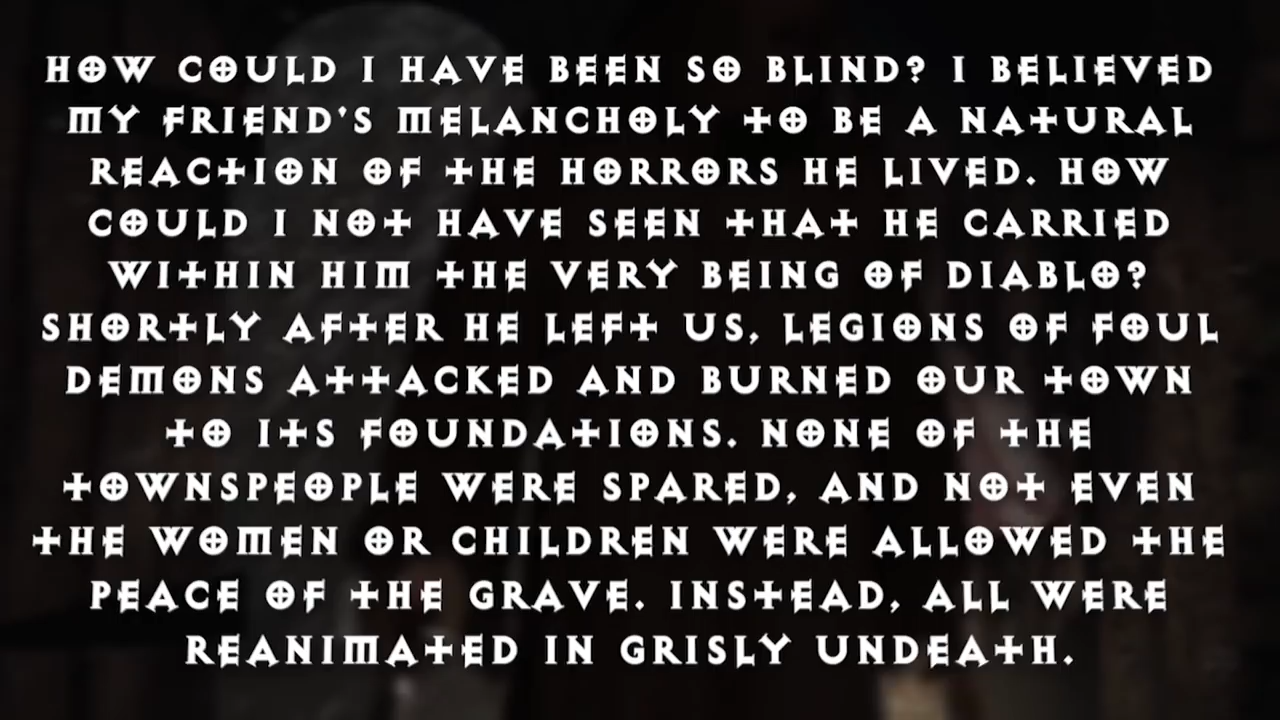 HOW COULD I HAVE BEEN SO BLIND? I BELIEVED
MY FRIEND'S MELANCHOLY TO BE A NATURAL
REACTION OF THE HORRORS HE LIVED. HOW
COULD I NOT HAVE SEEN THAT HE CARRIED
WITHIN HIM THE VERY BEING OF DIABLO?
SHORTLY AFTER HE LEFT US, LEGIONS OF FOUL
DEMONS ATTACKED AND BURNED OUR TOWN
TO ITS FOUNDATIONS. NONE OF THE
TOWNSPEOPLE WERE SPARED, AND NOT EVEN
THE WOMEN OR CHILDREN WERE ALLOWED THE
PEACE OF THE GRAVE. INSTEAD, ALL WERE
REANIMATED IN GRISLY UNDEATH.